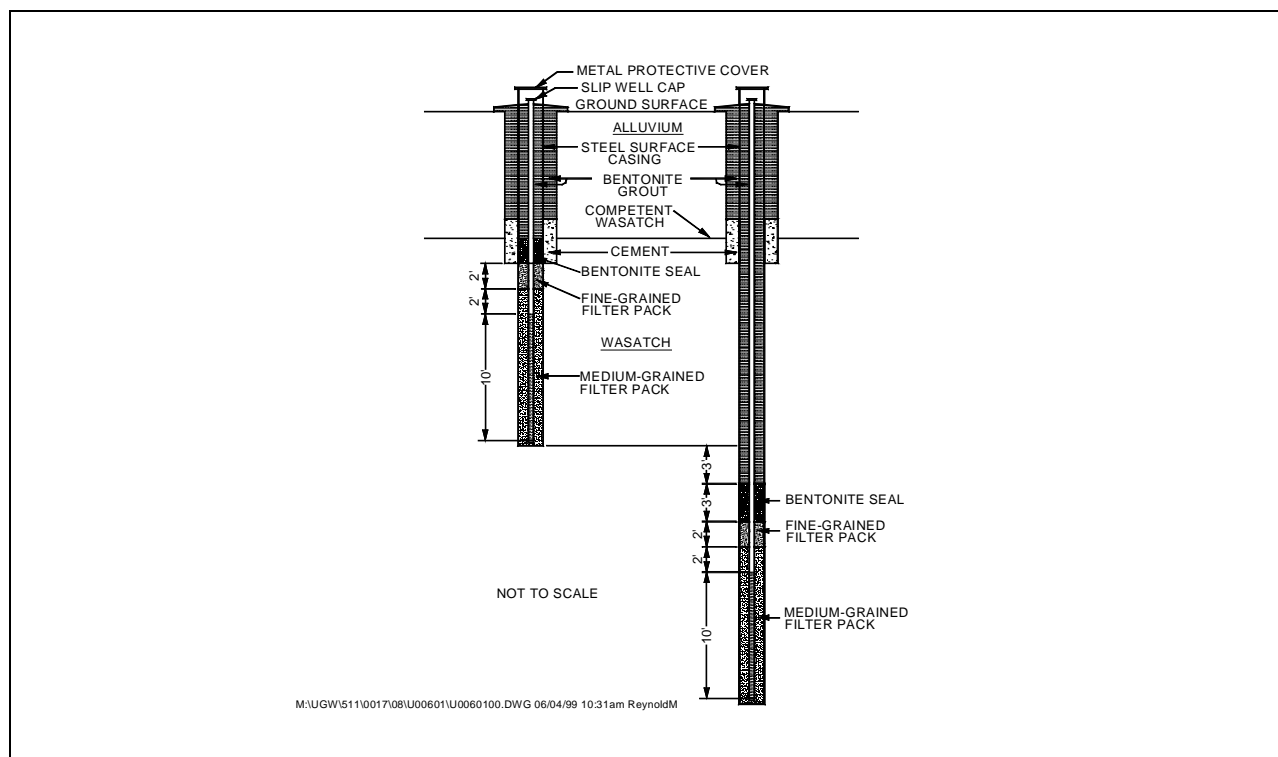 METAL PROTECTIVE COVER
SLIP WELL CAP
GROUND SURFACE
ALLUVIUM
STEEL SURFACE
CASING
BENTONITE
GROUT
COMPETENT
WASATCH
CEMENT
BENTONITE SEAL
2'
2'
FINE-GRAINED
FILTER PACK
WASATCH
10'
MEDIUM-GRAINED
FILTER PACK
3'
3'
BENTONITE SEAL
2'
FINE-GRAINED
FILTER PACK
2'
NOT TO SCALE
10'
MEDIUM-GRAINED
FILTER PACK
M:\UGW\511\0017\08\U00601\U0060100.DWG 06/04/99 10:31am ReynoldM